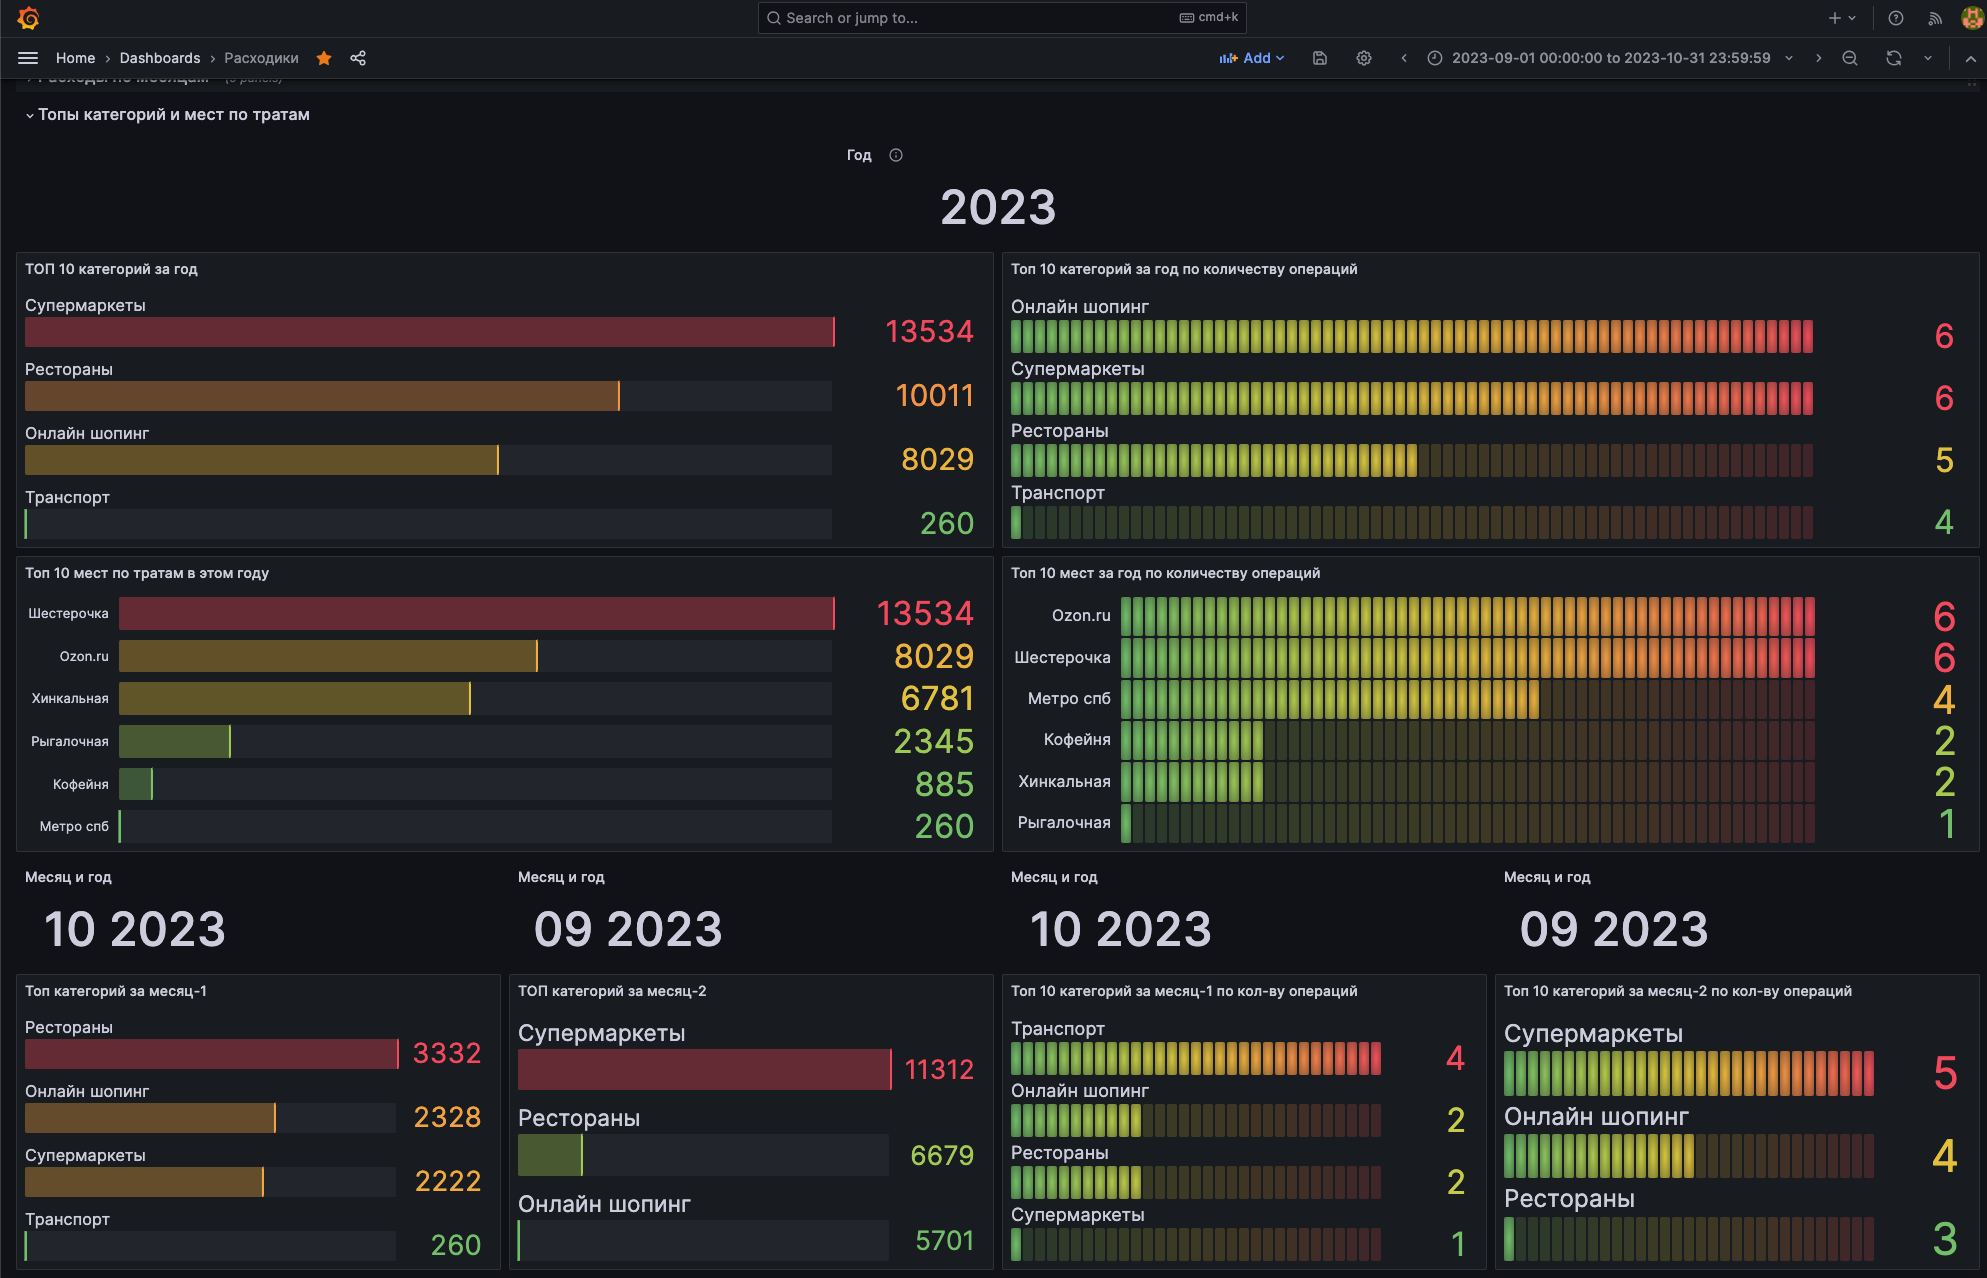 Search or jump to...
cmd+k
Home › Dashboards › Расходики
Add
2023-09-01 00:00:00 to 2023-10-31 23:59:59
Расходы по месяцам
Топы категорий и мест по тратам
Год
2023
ТОП 10 категорий за год
Супермаркеты
13534
Рестораны
10011
Онлайн шопинг
8029
Транспорт
260
Топ 10 категорий за год по количеству операций
Онлайн шопинг
6
Супермаркеты
6
Рестораны
5
Транспорт
4
Топ 10 мест по тратам в этом году
Шестерочка 13534
Ozon.ru 8029
Хинкальная 6781
Рыгалочная 2345
Кофейня 885
Метро спб 260
Топ 10 мест за год по количеству операций
Ozon.ru 6
Шестерочка 6
Метро спб 4
Кофейня 2
Хинкальная 2
Рыгалочная 1
Месяц и год
10 2023
Месяц и год
09 2023
Месяц и год
10 2023
Месяц и год
09 2023
Топ категорий за месяц-1
Рестораны
3332
Онлайн шопинг
2328
Супермаркеты
2222
Транспорт
260
ТОП категорий за месяц-2
Супермаркеты
11312
Рестораны
6679
Онлайн шопинг
5701
Топ 10 категорий за месяц-1 по кол-ву операций
Транспорт
4
Онлайн шопинг
2
Рестораны
2
Супермаркеты
1
Топ 10 категорий за месяц-2 по кол-ву операций
Супермаркеты
5
Онлайн шопинг
4
Рестораны
3